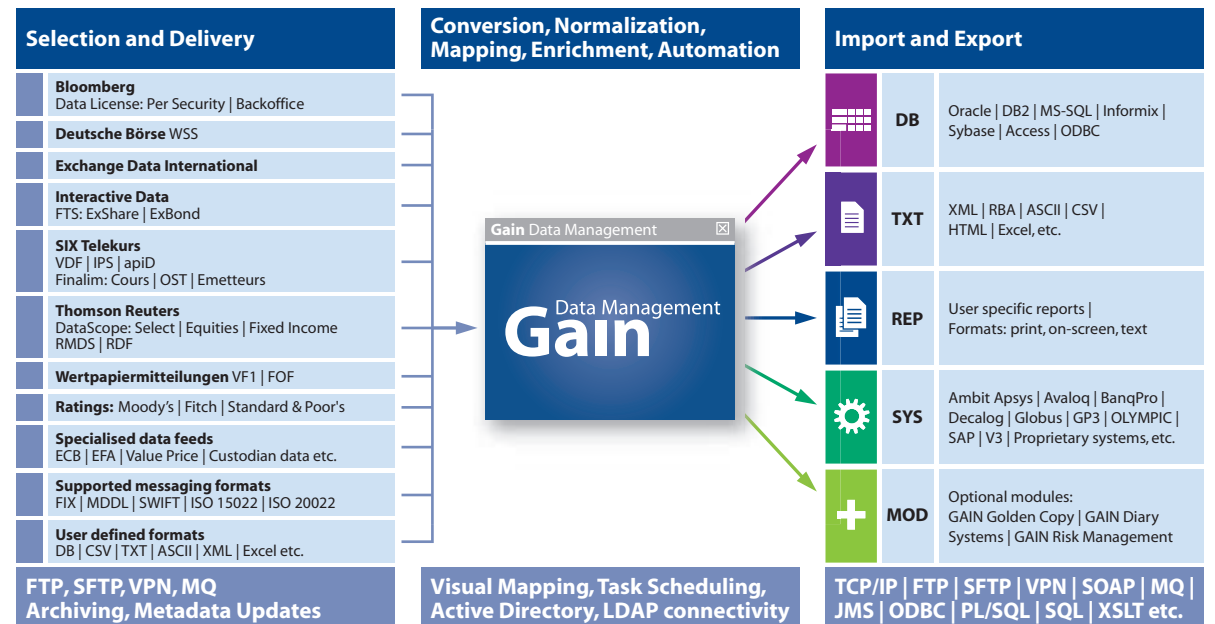 Selection and Delivery
Bloomberg
Data License: Per Security | Backoffice
Deutsche Börse WSS
Exchange Data International
Interactive Data
FTS: ExShare | ExBond
SIX Telekurs
VDF | IPS | apiD
Finalim: Cours | OST | Emetteurs
Thomson Reuters
DataScope: Select | Equities | Fixed Income
RMDS | RDF
Wertpapiermitteilungen VF1 | FOF
Ratings: Moody's | Fitch | Standard & Poor's
Specialised data feeds
ECB | EFA | Value Price | Custodian data etc.
Supported messaging formats
FIX | MDDL | SWIFT | ISO 15022 | ISO 20022
User defined formats
DB | CSV | TXT | ASCII | XML | Excel etc.
FTP, SFTP, VPN, MQ
Archiving, Metadata Updates
Conversion, Normalization,
Mapping, Enrichment, Automation
Gain Data Management
Data Management
Gain
Visual Mapping, Task Scheduling,
Active Directory, LDAP connectivity
Import and Export
DB
Oracle | DB2 | MS-SQL | Informix |
Sybase | Access | ODBC
TXT
XML | RBA | ASCII | CSV |
HTML | Excel, etc.
REP
User specific reports |
Formats: print, on-screen, text
SYS
Ambit Apsys | Avaloq | BanqPro |
Decalog | Globus | GP3 | OLYMPIC |
SAP | V3 | Proprietary systems, etc.
MOD
Optional modules:
GAIN Golden Copy | GAIN Diary
Systems | GAIN Risk Management
TCP/IP | FTP | SFTP | VPN | SOAP | MQ |
JMS | ODBC | PL/SQL | SQL | XSLT etc.